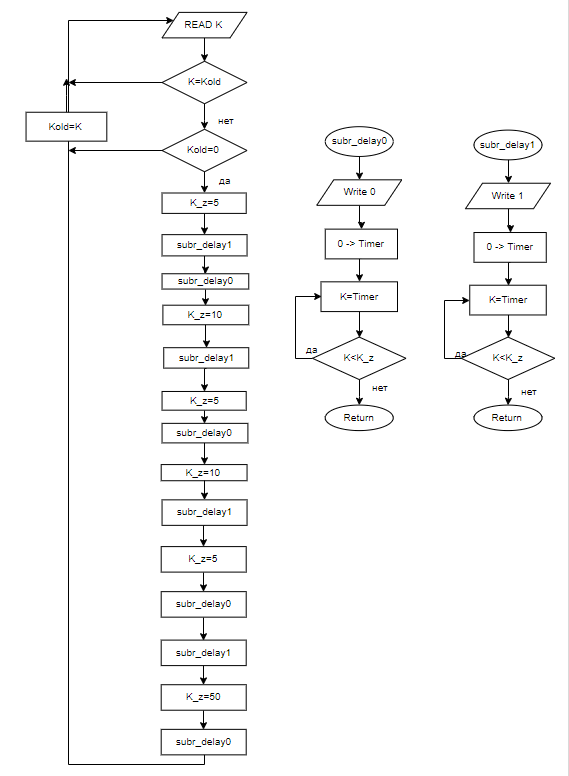 READ K
K=Kold
нет
Kold=K
Kold=0
да
K_z=5
subr_delay1
subr_delay0
K_z=10
subr_delay1
K_z=5
subr_delay0
K_z=10
subr_delay1
K_z=5
subr_delay0
subr_delay1
K_z=50
subr_delay0
subr_delay0
Write 0
0 -> Timer
K=Timer
да
K<K_z
нет
Return
subr_delay1
Write 1
0 -> Timer
K=Timer
да
K<K_z
нет
Return